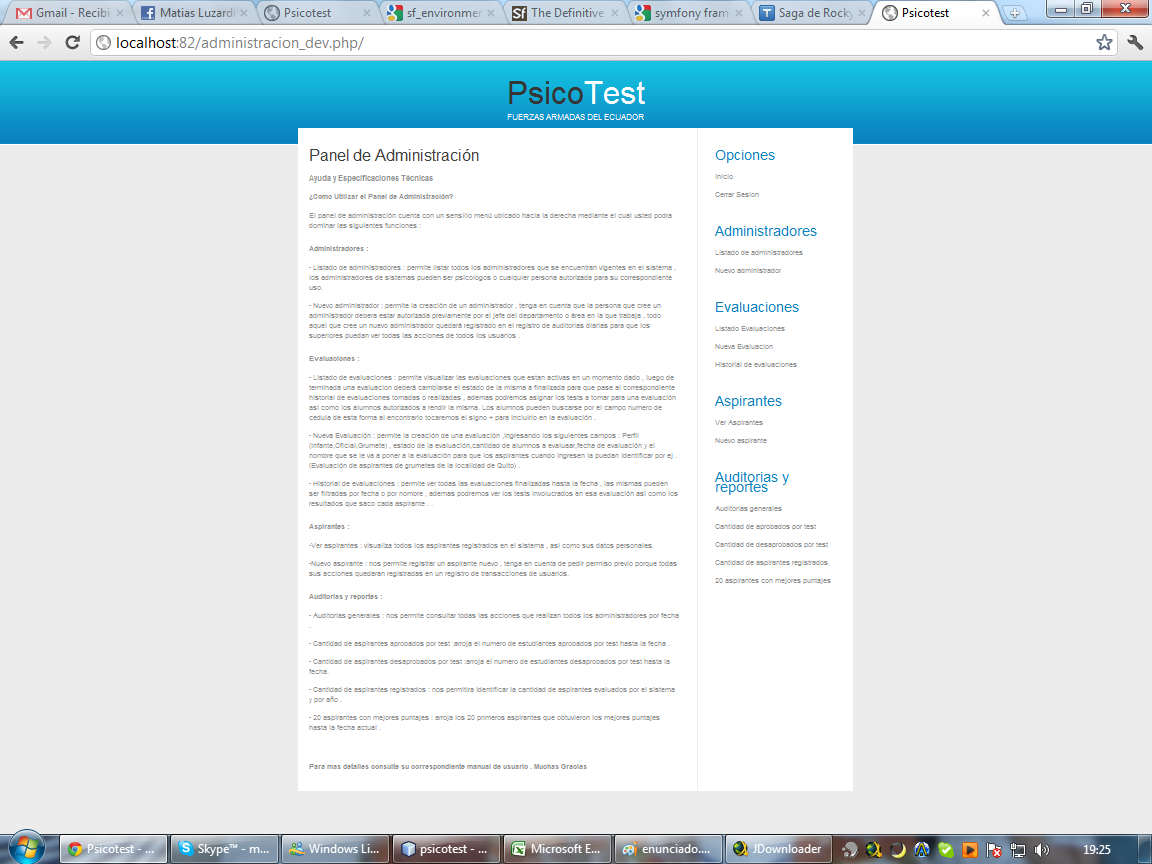 Gmail - Recibi
Matias Luzardi
Psicotest
sf_environmen
The Definitive
symfony fram
Saga de Rocky
Psicotest
localhost:82/administracion_dev.php/
PsicoTest
FUERZAS ARMADAS DEL ECUADOR
Panel de Administración
Ayuda y Especificaciones Técnicas
¿Como Utilizar el Panel de Administración?
El panel de administración cuenta con un sensillo menú ubicado hacia la derecha mediante el cual usted podra
dominar las siguientes funciones :
Administradores :
- Listado de administradores : permite listar todos los administradores que se encuentran vigentes en el sistema ,
los administradores de sistemas pueden ser psicologos o cualquier persona autorizada para su correspondiente
uso.
- Nuevo administrador : permite la creación de un administrador , tenga en cuenta que la persona que cree un
administrador debera estar autorizada previamente por el jefe del departamento o área en la que trabaja , todo
aquel que cree un nuevo administrador quedará registrado en el registro de auditorias diarias para que los
superiores puedan ver todas las acciones de todos los usuarios .
Evaluaciones :
- Listado de evaluaciones : permite visualizar las evaluaciones que estan activas en un momento dado , luego de
terminada una evaluacion deberá cambiarse el estado de la misma a finalizada para que pase al correspondiente
historial de evaluaciones tomadas o realizadas , ademas podremos asignar los tests a tomar para una evaluación
asi como los alumnos autorizados a rendir la misma. Los alumnos pueden buscarse por el campo numero de
cedula de esta forma al encontrarlo tocaremos el signo + para incluirlo en la evaluación .
- Nueva Evaluación : permite la creación de una evaluación ,ingresando los siguientes campos : Perfil
(Infante,Oficial,Grumete) , estado de la evaluación,cantidad de alumnos a evaluaar,fecha de evaluación y el
nombre que se le va a poner a la evaluación para que los aspirantes cuando ingresen la puedan identificar por ej .
(Evaluación de aspirantes de grumetes de la localidad de Quito) .
- Historial de evaluaciones : permite ver todas las evaluaciones finalizadas hasta la fecha , las mismas pueden
ser filtradas por fecha o por nombre , ademas podremos ver los tests involucrados en esa evaluación asi como los
resultados que saco cada aspirante . .
Aspirantes :
-Ver aspirantes : visualiza todos los aspirantes registrados en el sistema , asi como sus datos personales.
-Nuevo aspirante : nos permite registrar un aspirante nuevo , tenga en cuenta de pedir permiso previo porque todas
sus acciones quedaran registradas en un registro de transacciones de usuarios.
Auditorias y reportes :
- Auditorias generales : nos permite consultar todas las acciones que realizan todos los administradores por fecha
.
- Cantidad de aspirantes aprobados por test :arroja el numero de estudiantes aprobados por test hasta la fecha .
- Cantidad de aspirantes desaprobados por test :arroja el numero de estudiantes desaprobados por test hasta la
fecha.
- Cantidad de aspirantes registrados : nos permitira identificar la cantidad de aspirantes evaluados por el sistema
y por año .
- 20 aspirantes con mejores puntajes : arroja los 20 primeros aspirantes que obtuvieron los mejores puntajes
hasta la fecha actual .
Para mas detalles consulte su correspondiente manual de usuario . Muchas Gracias
Opciones
Inicio
Cerrar Sesion
Administradores
Listado de administradores
Nuevo administrador
Evaluaciones
Listado Evaluaciones
Nueva Evaluacion
Historial de evaluaciones
Aspirantes
Ver Aspirantes
Nuevo aspirante
Auditorias y
reportes
Auditorias generales
Cantidad de aprobados por test
Cantidad de desaprobados por test
Cantidad de aspirantes registrados
20 aspirantes con mejores puntajes
Psicotest - ...
Skype™ - m...
Windows Li...
psicotest - ...
Microsoft E...
enunciado....
JDownloader
19:25